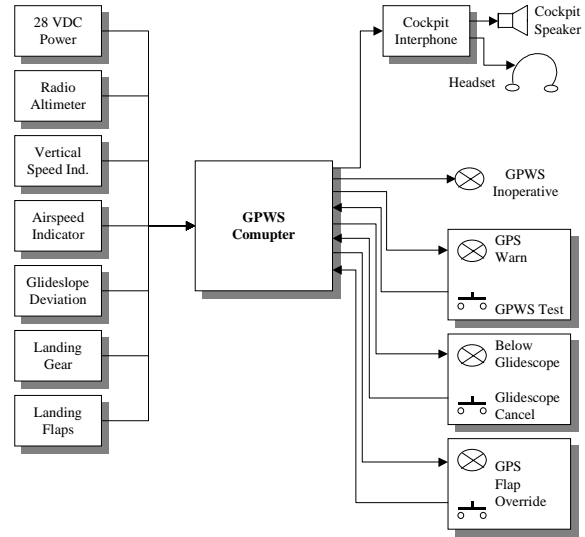 28 VDC
Power
Radio
Altimeter
Vertical
Speed Ind.
Airspeed
Indicator
Glideslope
Deviation
Landing
Gear
Landing
Flaps
GPWS
Comupter
Cockpit
Interphone
Cockpit
Speaker
Headset
GPWS
Inoperative
GPS
Warn
GPWS Test
Below
Glidescope
Glidescope
Cancel
GPS
Flap
Override